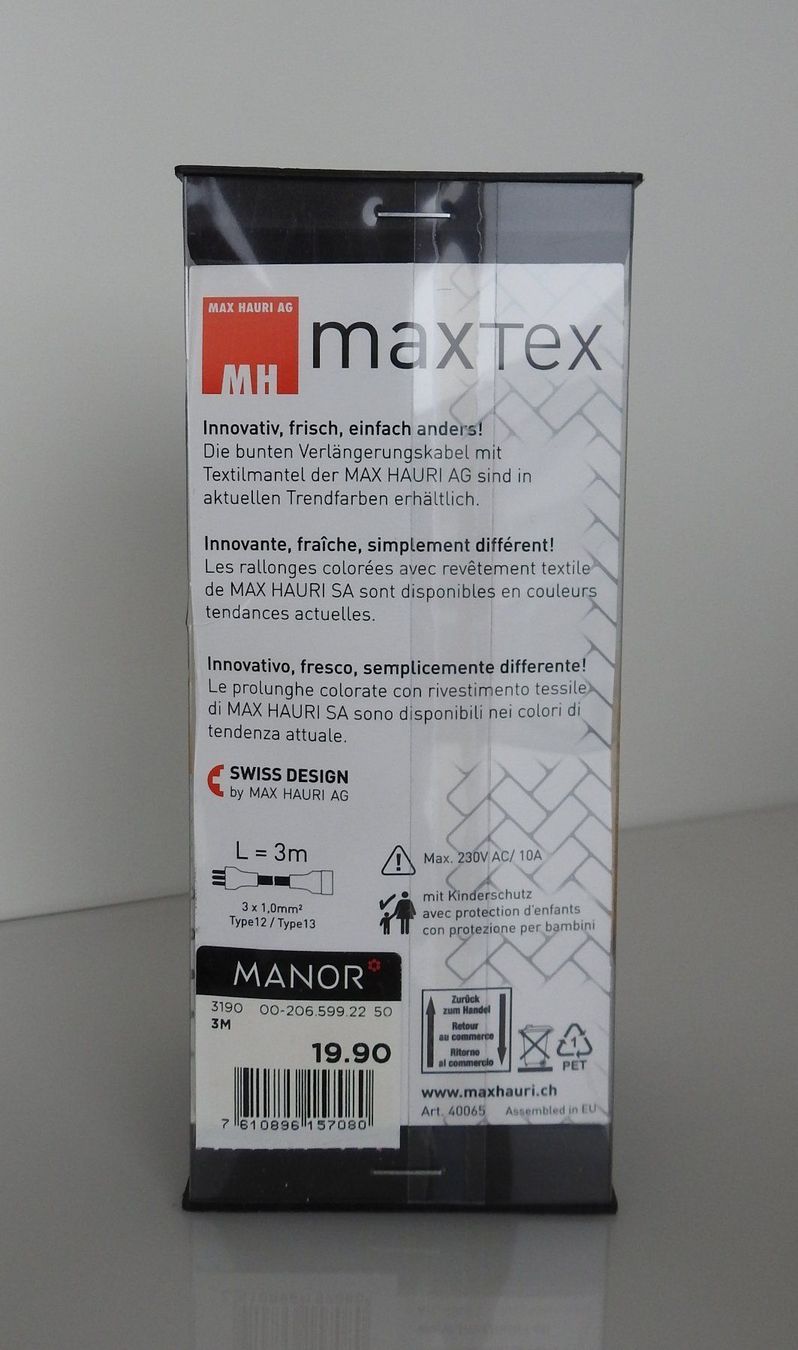 MAX HAURI AG
MH
maxTex
Innovativ, frisch, einfach anders!
Die bunten Verlängerungskabel mit
Textilmantel der MAX HAURI AG sind in
aktuellen Trendfarben erhältlich.
Innovante, fraîche, simplement différent!
Les rallonges colorées avec revêtement textile
de MAX HAURI SA sont disponibles en couleurs
tendances actuelles.
Innovativo, fresco, semplicemente differente!
Le prolunghe colorate con rivestimento tessile
di MAX HAURI SA sono disponibili nei colori di
tendenza attuale.
SWISS DESIGN
by MAX HAURI AG
L = 3m
3 x 1,0mm²
Type12 / Type13
Max. 230V AC/ 10A
mit Kinderschutz
avec protection d'enfants
con protezione per bambini
MANOR
3190 00-206.599.22 50
3M
19.90
7 610896 157080
Zurück
zum Handel
Retour
au commerce
Ritorno
al commercio
1
PET
www.maxhauri.ch
Art. 40065 Assembled in EU